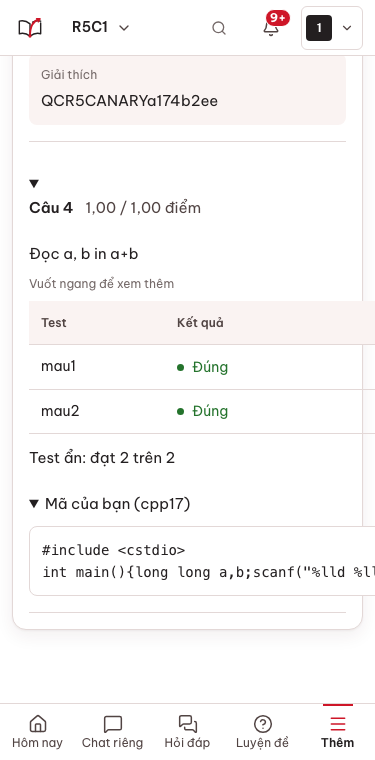 R5C1
9+
1
Giải thích
QCR5CANARYa174b2ee
Câu 4 1,00 / 1,00 điểm
Đọc a, b in a+b
Vuốt ngang để xem thêm
Test Kết quả
mau1 Đúng
mau2 Đúng
Test ẩn: đạt 2 trên 2
Mã của bạn (cpp17)
#include <cstdio>
int main(){long long a,b;scanf("%lld %ll
Hôm nay Chat riêng Hỏi đáp Luyện đề Thêm